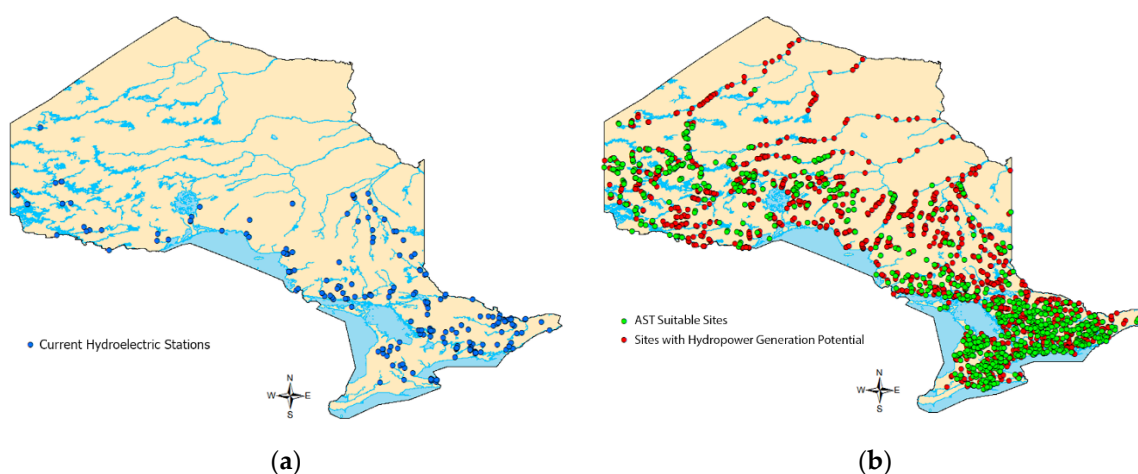 Current Hydroelectric Stations
N
W E
S
(a)
AST Suitable Sites
Sites with Hydropower Generation Potential
N
W E
S
(b)